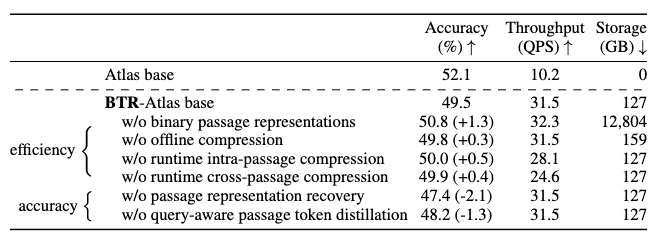 Accuracy Throughput Storage
(%) ↑ (QPS) ↑ (GB) ↓
Atlas base 52.1 10.2 0
BTR-Atlas base 49.5 31.5 127
w/o binary passage representations 50.8 (+1.3) 32.3 12,804
w/o offline compression 49.8 (+0.3) 31.5 159
efficiency
w/o runtime intra-passage compression 50.0 (+0.5) 28.1 127
w/o runtime cross-passage compression 49.9 (+0.4) 24.6 127
w/o passage representation recovery 47.4 (-2.1) 31.5 127
accuracy
w/o query-aware passage token distillation 48.2 (-1.3) 31.5 127